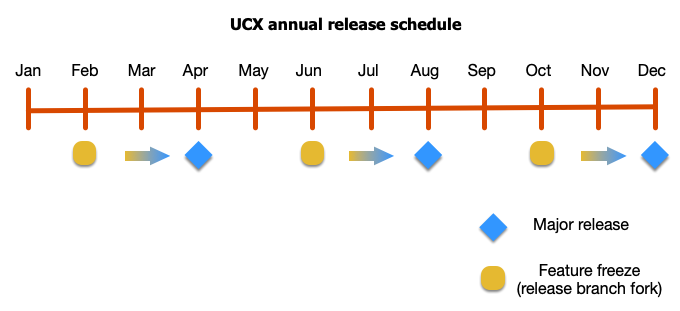 UCX annual release schedule
Jan Feb Mar Apr May Jun Jul Aug Sep Oct Nov Dec
Major release
Feature freeze
(release branch fork)